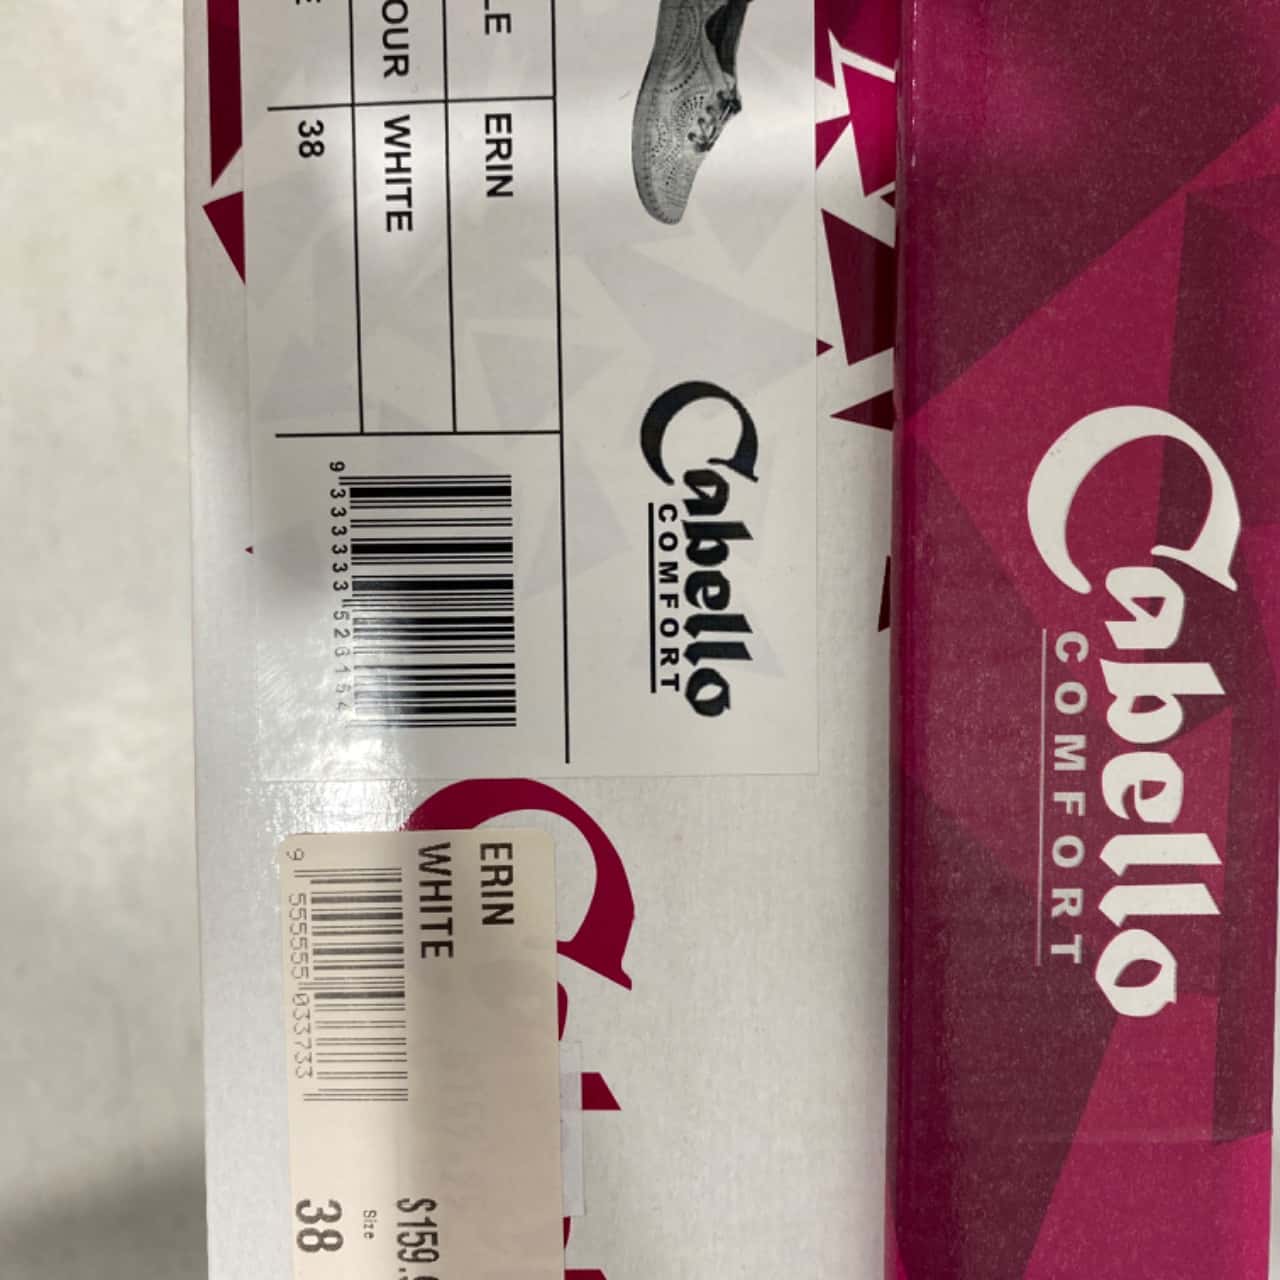 LE ERIN
OUR WHITE
E 38
9 333333 526154
Cabello
COMFORT
Cabello
COMFORT
ERIN
WHITE
9 555555 033733
$159.
Size
38